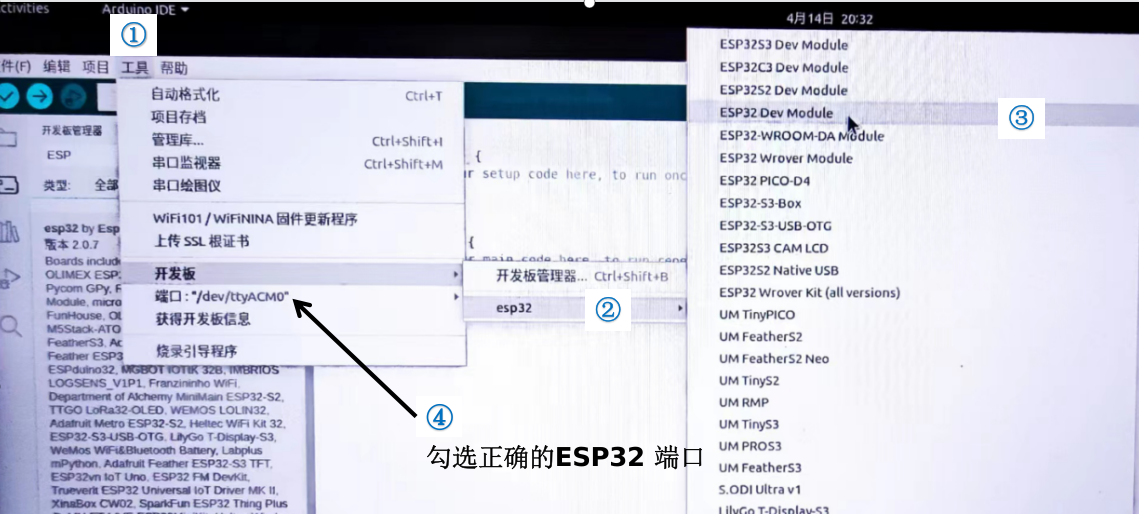 ctivities
Arduino IDE
4月14日 20:32
①
件(F) 编辑 项目 工具 帮助
自动格式化 Ctrl+T
项目存档
管理库... Ctrl+Shift+I
串口监视器 Ctrl+Shift+M
串口绘图仪
WiFi101 / WiFiNINA 固件更新程序
上传 SSL 根证书
开发板
端口 : "/dev/ttyACM0"
获得开发板信息
烧录引导程序
开发板管理器
ESP
类型: 全部
esp32 by Esp
版本 2.0.7
Boards include
OLIMEX ESP
Pycom GPy, F
Module, micro
FunHouse, OL
M5Stack-ATO
FeatherS3, Ad
Feather ESP3
ESPduino32, MGBOT IOTIK 32B, IMBRIOS
LOGSENS_V1P1, Franzininho WiFi,
Department of Alchemy MiniMain ESP32-S2,
TTGO LoRa32-OLED, WEMOS LOLIN32,
Adafruit Metro ESP32-S2, Heltec WiFi Kit 32,
ESP32-S3-USB-OTG, LilyGo T-Display-S3,
WeMos WiFi&Bluetooth Battery, Labplus
mPython, Adafruit Feather ESP32-S3 TFT,
ESP32vn IoT Uno, ESP32 FM DevKit,
Trueverit ESP32 Universal IoT Driver MK II,
XinaBox CW02, SparkFun ESP32 Thing Plus
{
r setup code here, to run onc
{
r main code here, to run repe
开发板管理器... Ctrl+Shift+B
esp32
②
ESP32S3 Dev Module
ESP32C3 Dev Module
ESP32S2 Dev Module
ESP32 Dev Module
③
ESP32-WROOM-DA Module
ESP32 Wrover Module
ESP32 PICO-D4
ESP32-S3-Box
ESP32-S3-USB-OTG
ESP32S3 CAM LCD
ESP32S2 Native USB
ESP32 Wrover Kit (all versions)
UM TinyPICO
UM FeatherS2
UM FeatherS2 Neo
UM TinyS2
UM RMP
UM TinyS3
UM PROS3
UM FeatherS3
S.ODI Ultra v1
LilyGo T-Display-S3
④
勾选正确的ESP32 端口